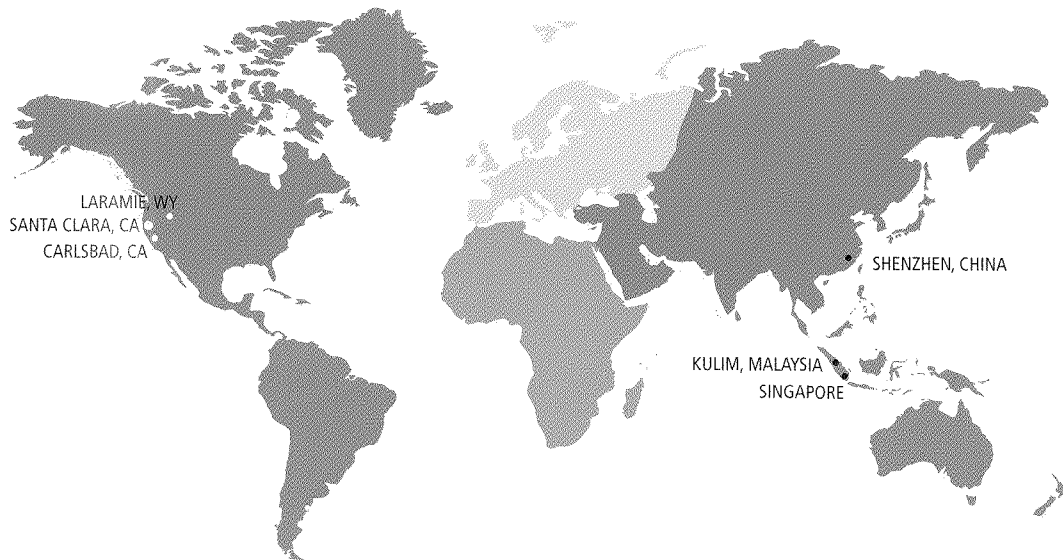 LARAMIE, WY
SANTA CLARA, CA
CARLSBAD, CA
SHENZHEN, CHINA
KULIM, MALAYSIA
SINGAPORE